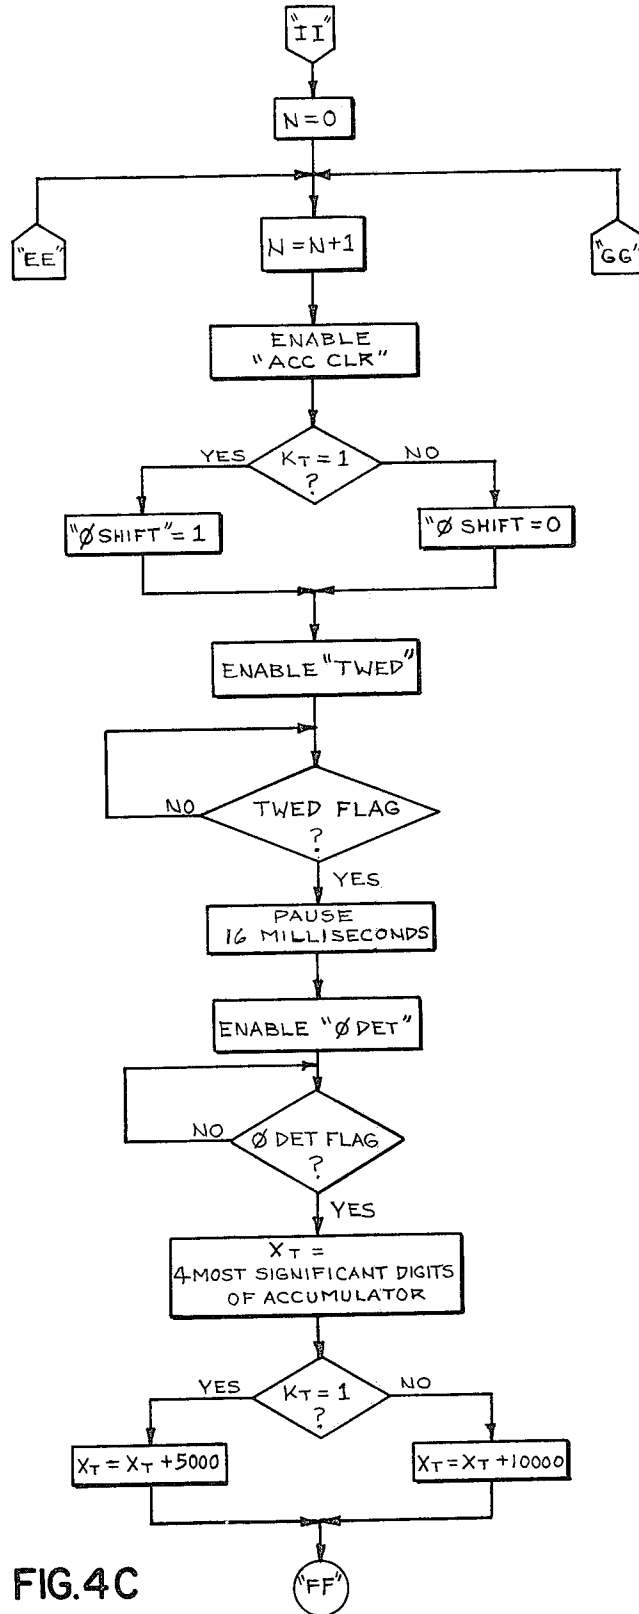 "II"
N=0
"EE"
N=N+1
"GG"
ENABLE
"ACC CLR"
YES
KT=1
?
NO
"Ø SHIFT"=1
"Ø SHIFT=0
ENABLE "TWED"
NO
TWED FLAG
?
YES
PAUSE
16 MILLISECONDS
ENABLE "Ø DET"
NO
Ø DET FLAG
?
YES
XT=
4 MOST SIGNIFICANT DIGITS
OF ACCUMULATOR
YES
KT=1
?
NO
XT=XT+5000
XT=XT+10000
"FF"
FIG.4C